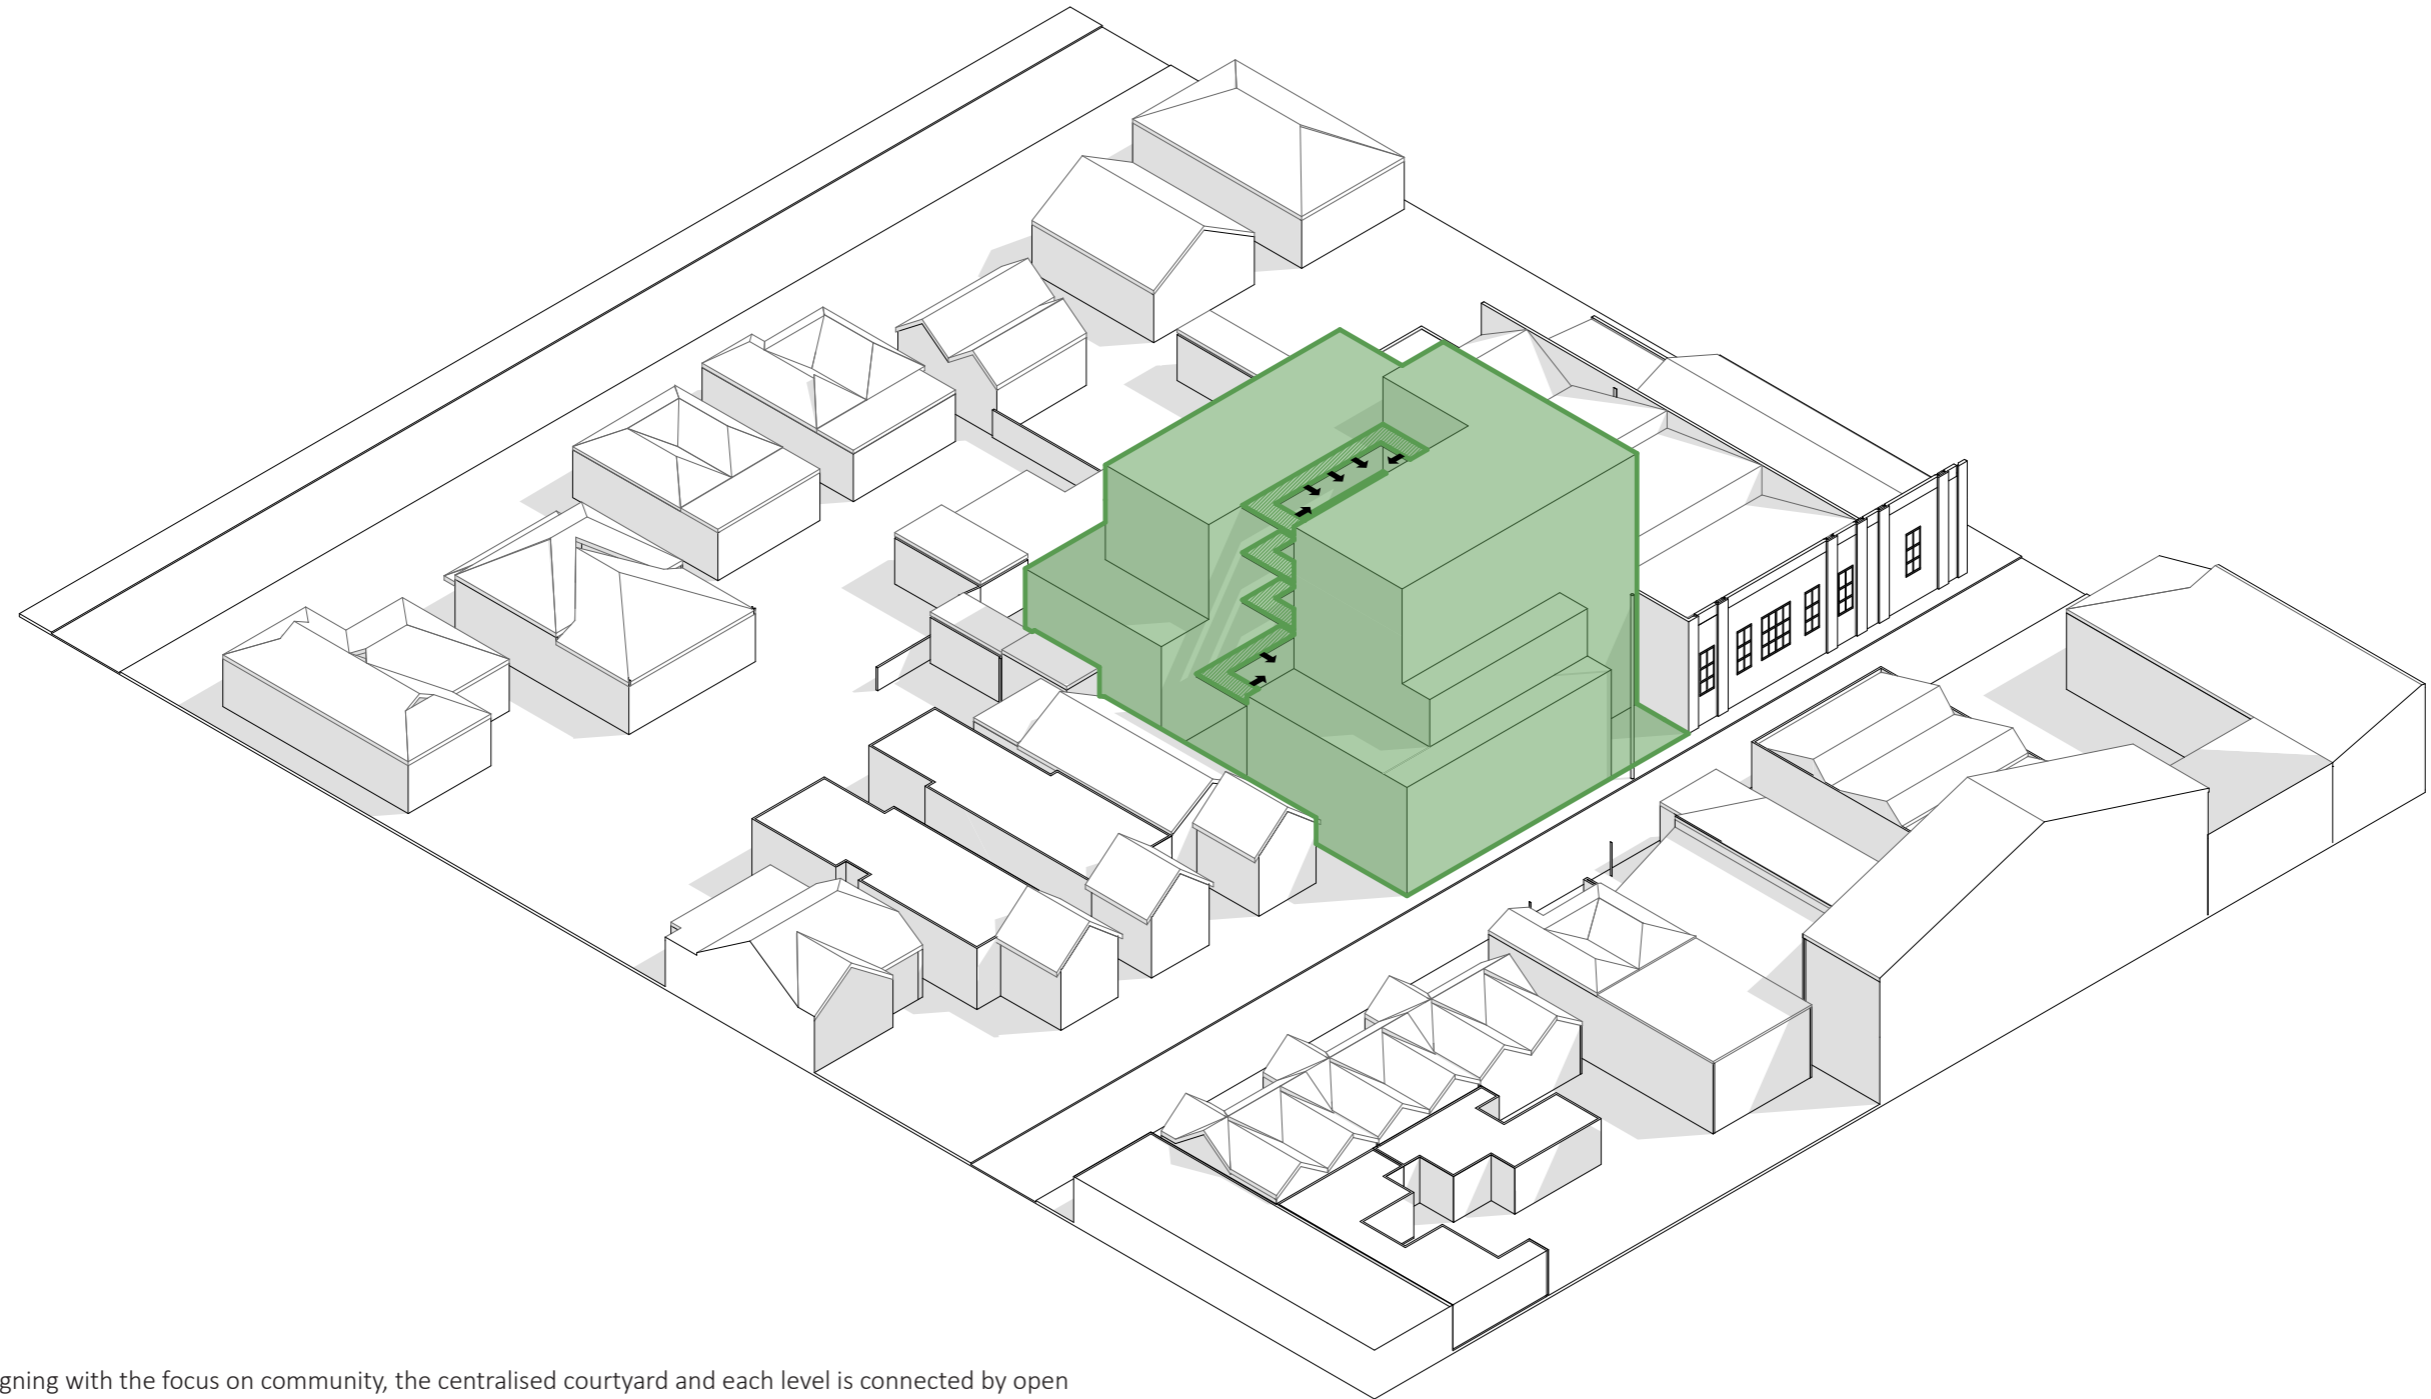 gning with the focus on community, the centralised courtyard and each level is connected by open